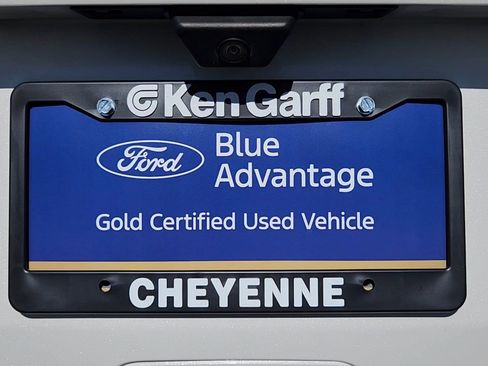 Ken Garff
Ford
Blue
Advantage
Gold Certified Used Vehicle
CHEYENNE